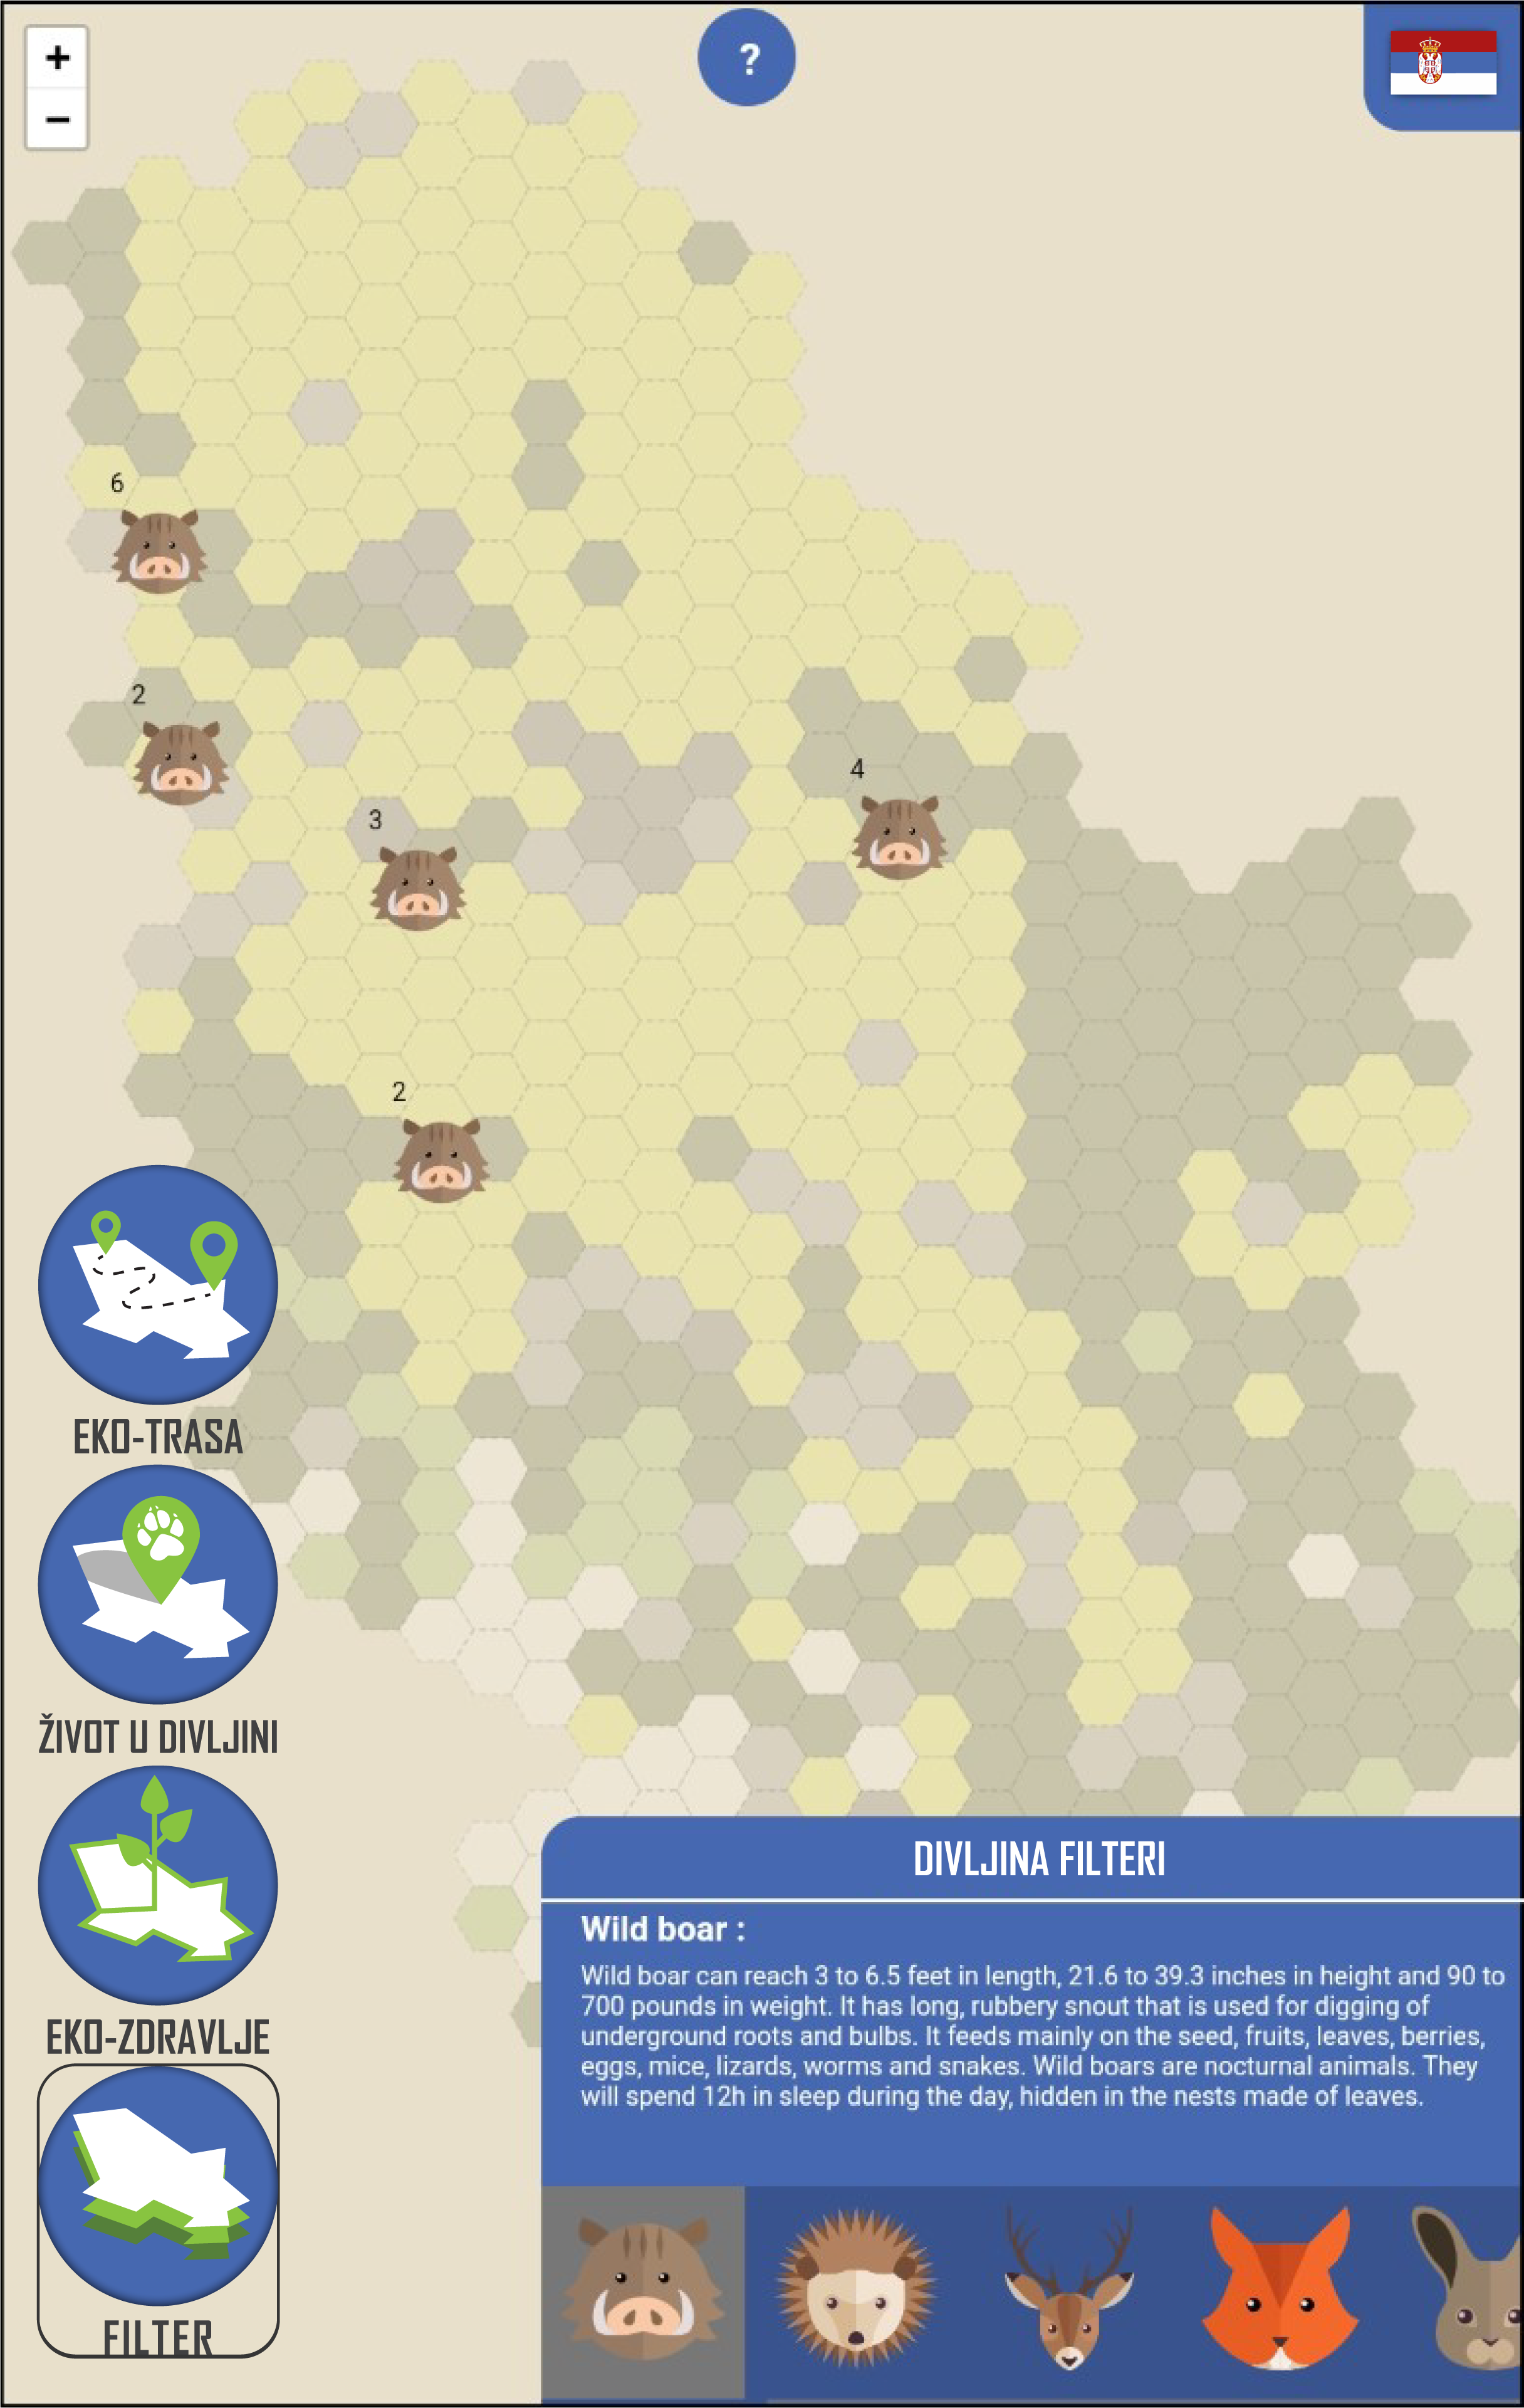 +
?
−
6
2
4
3
2
EKO-TRASA
ŽIVOT U DIVLJINI
EKO-ZDRAVLJE
FILTER
DIVLJINA FILTERI
Wild boar :
Wild boar can reach 3 to 6.5 feet in length, 21.6 to 39.3 inches in height and 90 to
700 pounds in weight. It has long, rubbery snout that is used for digging of
underground roots and bulbs. It feeds mainly on the seed, fruits, leaves, berries,
eggs, mice, lizards, worms and snakes. Wild boars are nocturnal animals. They
will spend 12h in sleep during the day, hidden in the nests made of leaves.